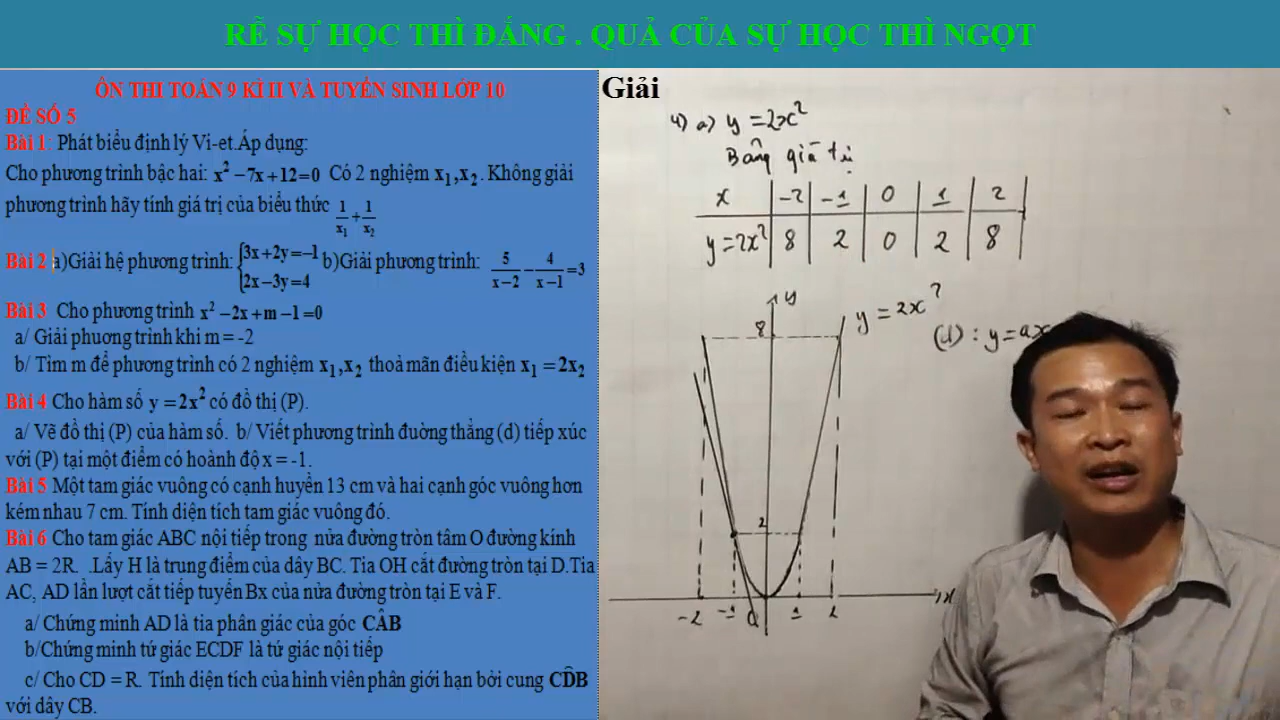 RỄ SỰ HỌC THÌ ĐẮNG . QUẢ CỦA SỰ HỌC THÌ NGỌT
ÔN THI TOÁN 9 KÌ II VÀ TUYỂN SINH LỚP 10
ĐỀ SỐ 5
Bài 1: Phát biểu định lý Vi-et.Áp dụng:
Cho phương trình bậc hai: x² −7x+12=0 Có 2 nghiệm x₁,x₂. Không giải
phương trình hãy tính giá trị của biểu thức 1/x₁ + 1/x₂
Bài 2 a)Giải hệ phương trình: {3x+2y=−1 2x−3y=4 b)Giải phương trình: 5/(x−2) − 4/(x−1) =3
Bài 3 Cho phương trình x² −2x+m−1=0
a/ Giải phuơng trình khi m = -2
b/ Tìm m để phương trình có 2 nghiệm x₁,x₂ thoả mãn điều kiện x₁ = 2x₂
Bài 4 Cho hàm số y = 2x² có đồ thị (P).
a/ Vẽ đồ thị (P) của hàm số. b/ Viết phương trình đuờng thẳng (d) tiếp xúc
với (P) tại một điểm có hoành độ x = -1.
Bài 5 Một tam giác vuông có cạnh huyền 13 cm và hai cạnh góc vuông hơn
kém nhau 7 cm. Tính diện tích tam giác vuông đó.
Bài 6 Cho tam giác ABC nội tiếp trong nửa đường tròn tâm O đường kính
AB = 2R. .Lấy H là trung điểm của dây BC. Tia OH cắt đường tròn tại D.Tia
AC, AD lần lượt cắt tiếp tuyến Bx của nửa đường tròn tại E và F.
a/ Chứng minh AD là tia phân giác của góc CÂB
b/Chứng minh tứ giác ECDF là tứ giác nội tiếp
c/ Cho CD = R. Tính diện tích của hình viên phân giới hạn bởi cung CD̂B
với dây CB.
Giải
4) a) y = 2x²
Bảng giá trị
x -2 -1 0 1 2
y = 2x² 8 2 0 2 8
y
8
y = 2x²
(d) : y = ax
2
-2 -1 O 1 2 x